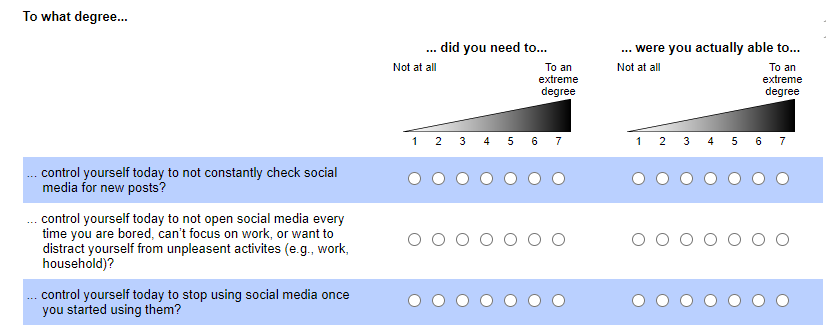 To what degree...
... did you need to...
... were you actually able to...
Not at all
To an
extreme
degree
Not at all
To an
extreme
degree
1 2 3 4 5 6 7
1 2 3 4 5 6 7
... control yourself today to not constantly check social
media for new posts?
... control yourself today to not open social media every
time you are bored, can't focus on work, or want to
distract yourself from unpleasent activites (e.g., work,
household)?
... control yourself today to stop using social media once
you started using them?